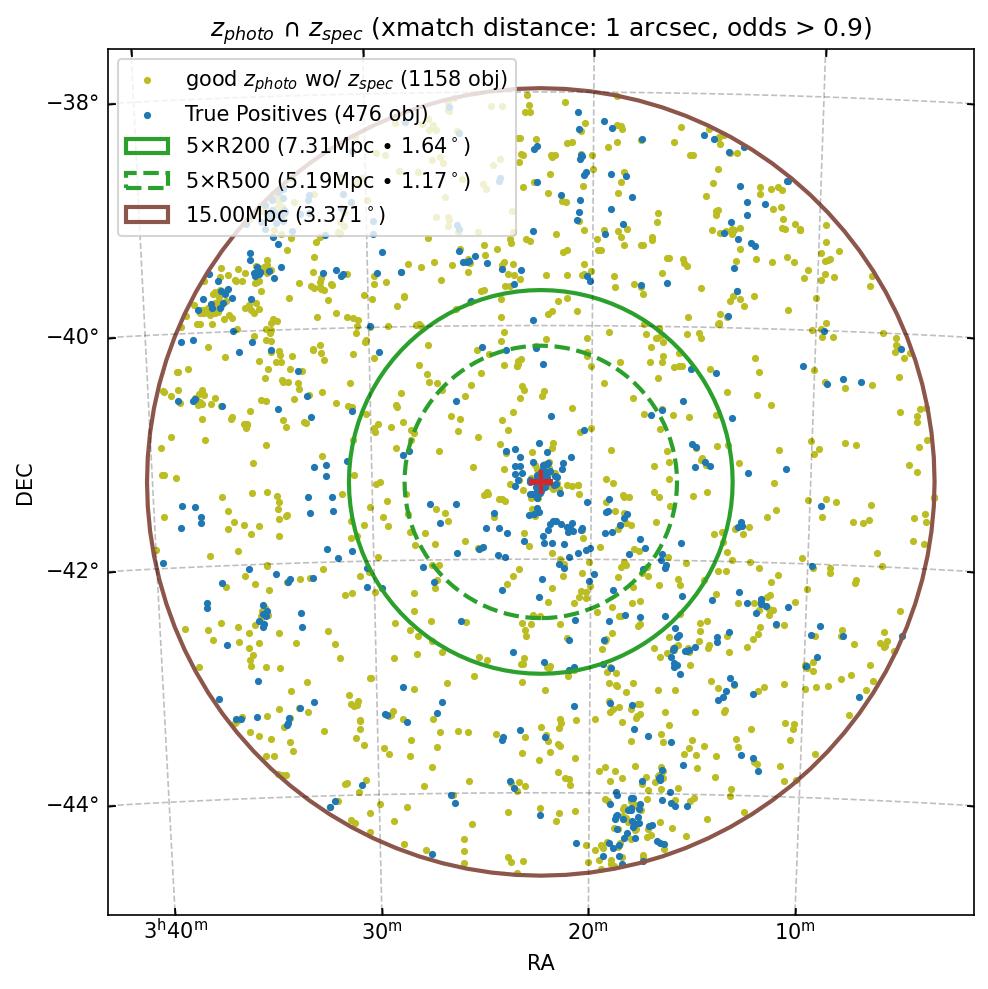 z_photo ∩ z_spec (xmatch distance: 1 arcsec, odds > 0.9)
good z_photo wo/ z_spec (1158 obj)
True Positives (476 obj)
5×R200 (7.31Mpc • 1.64°)
5×R500 (5.19Mpc • 1.17°)
15.00Mpc (3.371°)
−38°
−40°
−42°
−44°
DEC
3ʰ40ᵐ 30ᵐ 20ᵐ 10ᵐ
RA